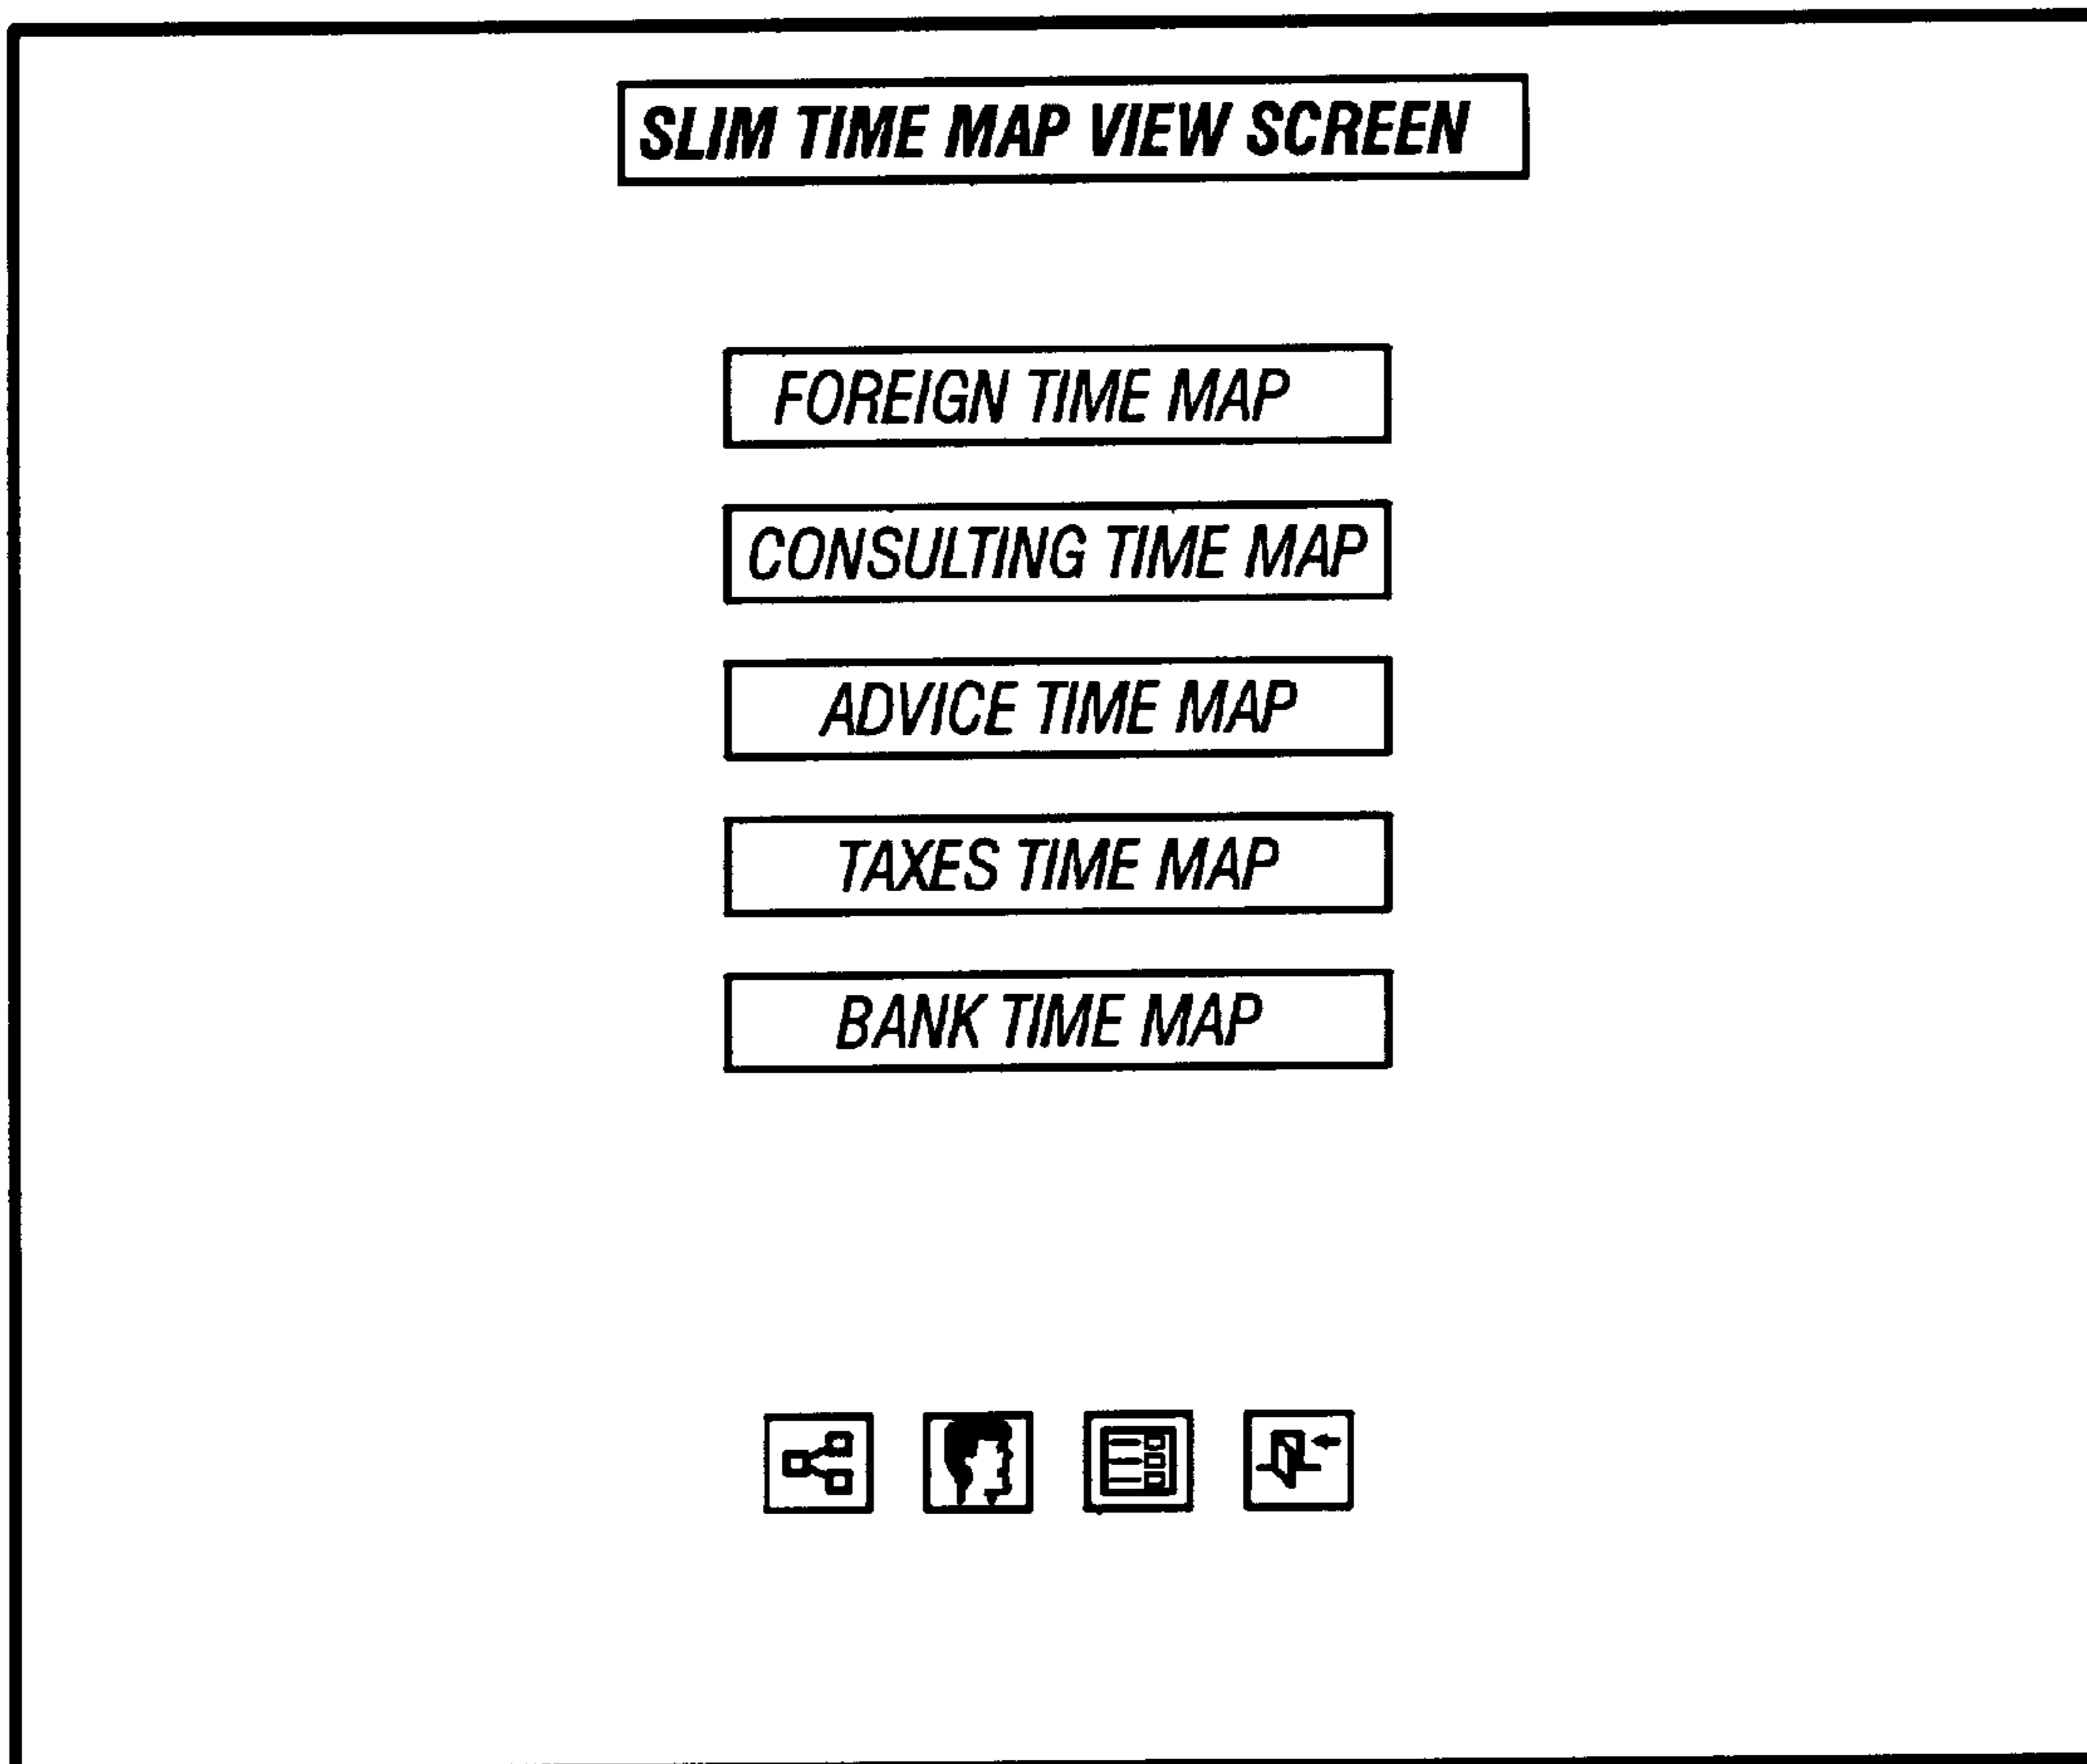 SLIM TIME MAP VIEW SCREEN
FOREIGN TIME MAP
CONSULTING TIME MAP
ADVICE TIME MAP
TAXES TIME MAP
BANK TIME MAP